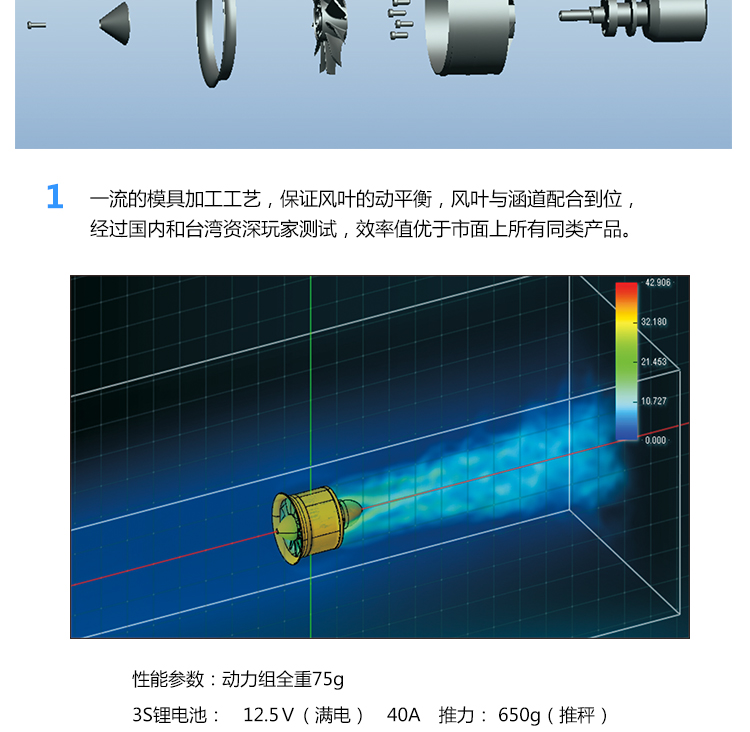 1
一流的模具加工工艺，保证风叶的动平衡，风叶与涵道配合到位，
经过国内和台湾资深玩家测试，效率值优于市面上所有同类产品。
42.906
32.180
21.453
10.727
0.000
性能参数：动力组全重75g
3S锂电池： 12.5V（满电） 40A 推力： 650g（推秤）